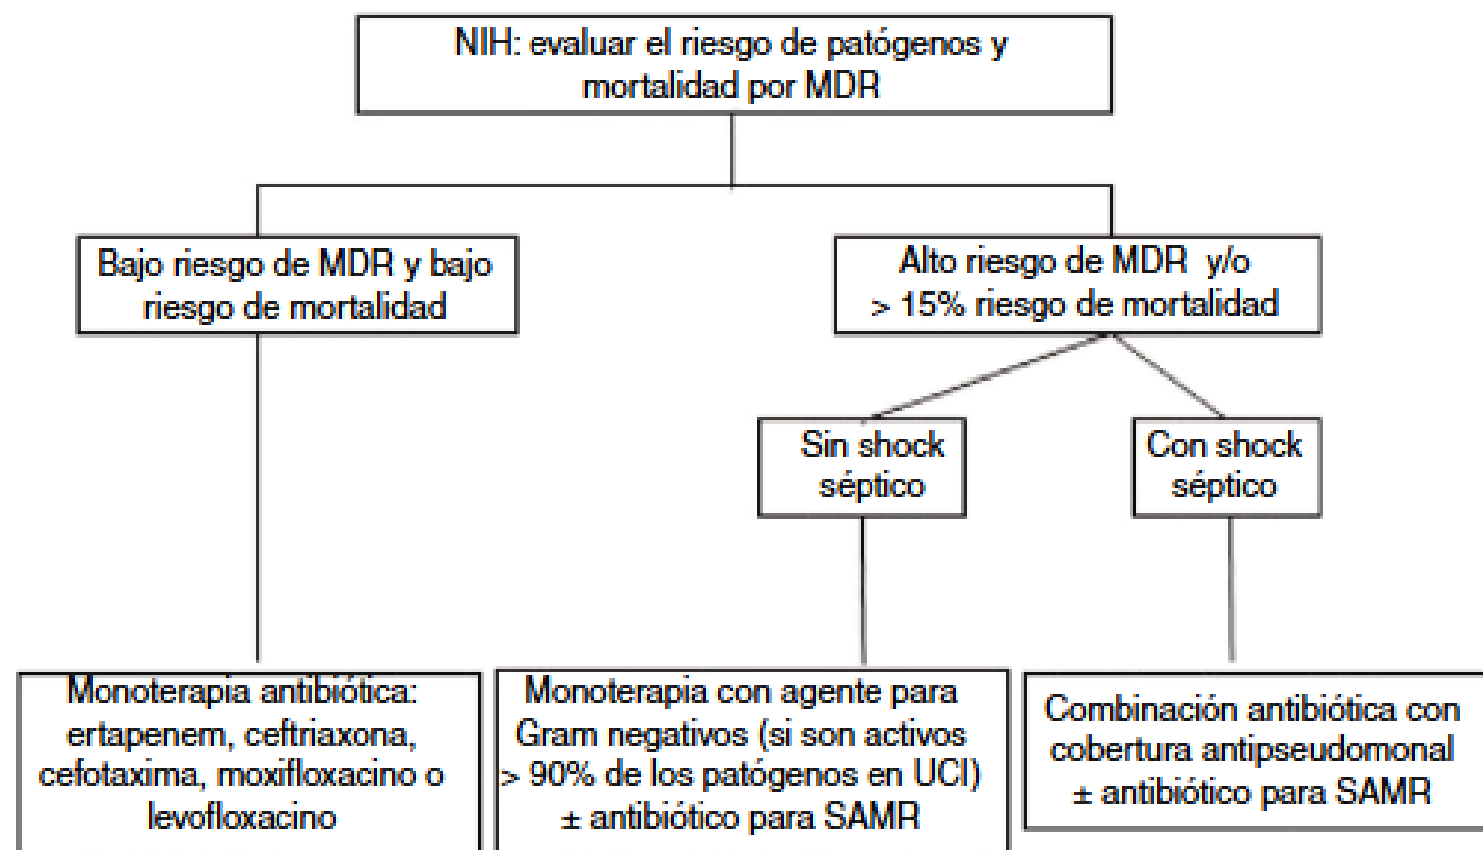 NIH: evaluar el riesgo de patógenos y
mortalidad por MDR
Bajo riesgo de MDR y bajo
riesgo de mortalidad
Alto riesgo de MDR y/o
> 15% riesgo de mortalidad
Sin shock
séptico
Con shock
séptico
Monoterapia antibiótica:
ertapenem, ceftriaxona,
cefotaxima, moxifloxacino o
levofloxacino
Monoterapia con agente para
Gram negativos (si son activos
> 90% de los patógenos en UCI)
± antibiótico para SAMR
Combinación antibiótica con
cobertura antipseudomonal
± antibiótico para SAMR